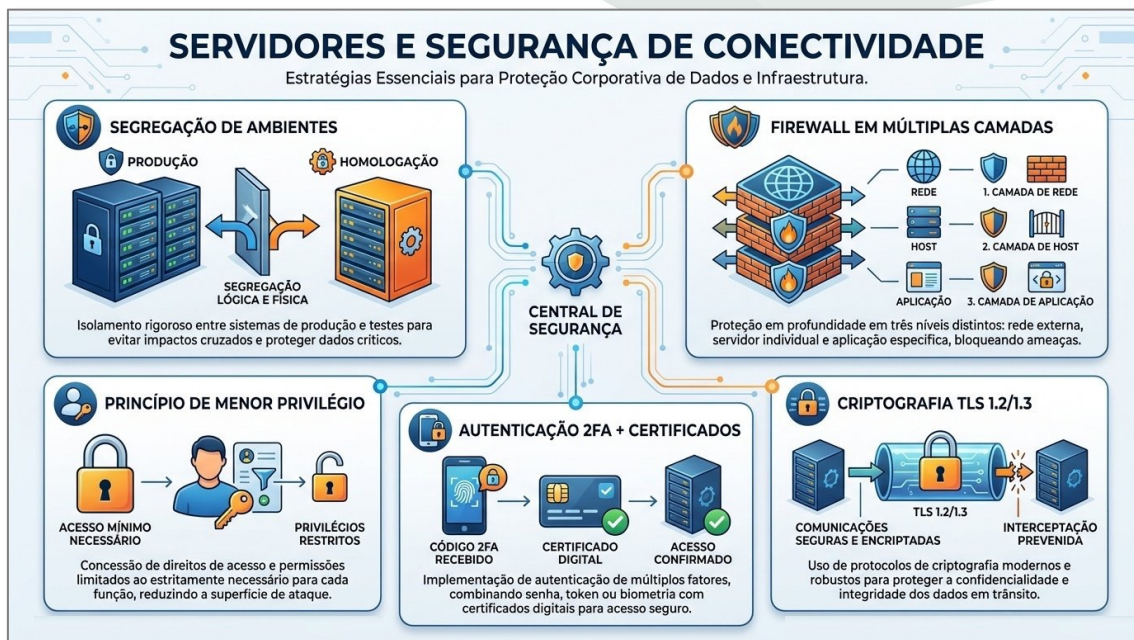 SERVIDORES E SEGURANÇA DE CONECTIVIDADE
Estratégias Essenciais para Proteção Corporativa de Dados e Infraestrutura.
SEGREGAÇÃO DE AMBIENTES
PRODUÇÃO
HOMOLOGAÇÃO
SEGREGAÇÃO
LÓGICA E FÍSICA
Isolamento rigoroso entre sistemas de produção e testes para
evitar impactos cruzados e proteger dados criticos.
FIREWALL EM MÚLTIPLAS CAMADAS
REDE
1. CAMADA DE REDE
HOST
2. CAMADA DE HOST
APLICAÇÃO
3. CAMADA DE APLICAÇÃO
Proteção em profundidade em três níveis distintos: rede externa,
servidor individual e aplicação especifica, bloqueando ameaças.
CENTRAL DE
SEGURANÇA
PRINCÍPIO DE MENOR PRIVILÉGIO
ACESSO MÍNIMO
NECESSÁRIO
PRIVILÉGIOS
RESTRITOS
Concessão de direitos de acesso e permissões
limitados ao estritamente necessário para cada
função, reduzindo a superfície de ataque.
AUTENTICAÇÃO 2FA + CERTIFICADOS
CÓDIGO 2FA
RECEBIDO
CERTIFICADO
DIGITAL
ACESSO
CONFIRMADO
Implementação de autenticação de múltiplos fatores,
combinando senha, token ou biometria com
certificados digitais para acesso seguro.
CRIPTOGRAFIA TLS 1.2/1.3
TLS 1.2/1.3
COMUNICAÇÕES
SEGURAS E ENCRIPTADAS
INTERCEPTAÇÃO
PREVENIDA
Uso de protocolos de criptografia modernos e
robustos para proteger a confidencialidade e
integridade dos dados em trânsito.